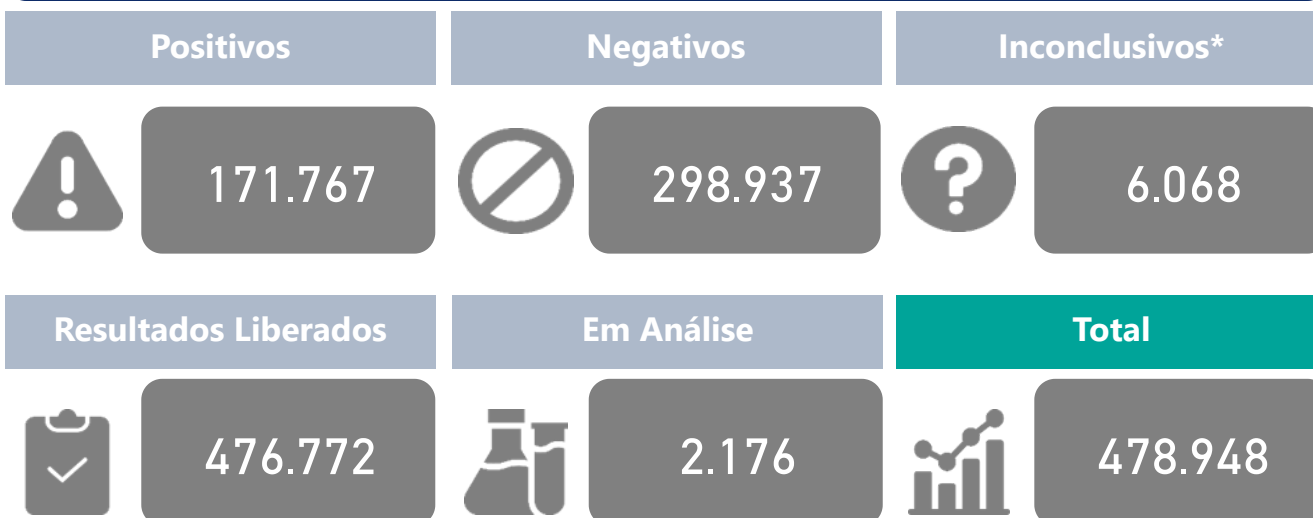 Positivos
Negativos
Inconclusivos*
171.767
298.937
6.068
Resultados Liberados
Em Análise
Total
476.772
2.176
478.948